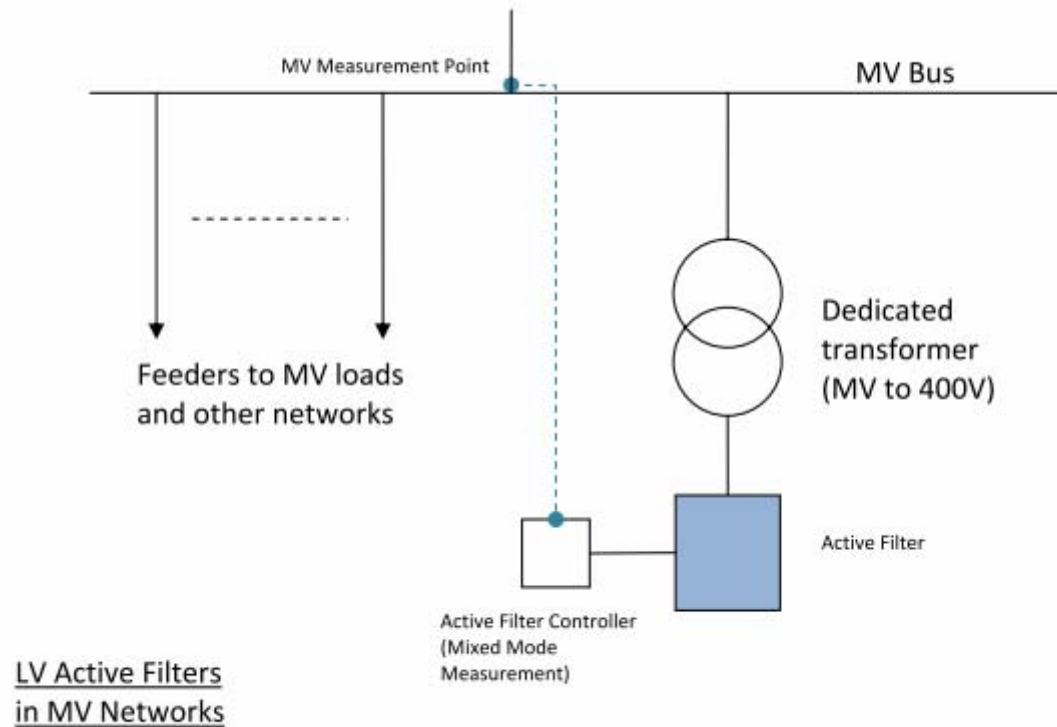 MV Measurement Point
MV Bus
Feeders to MV loads
and other networks
Dedicated
transformer
(MV to 400V)
Active Filter
Active Filter Controller
(Mixed Mode
Measurement)
LV Active Filters
in MV Networks